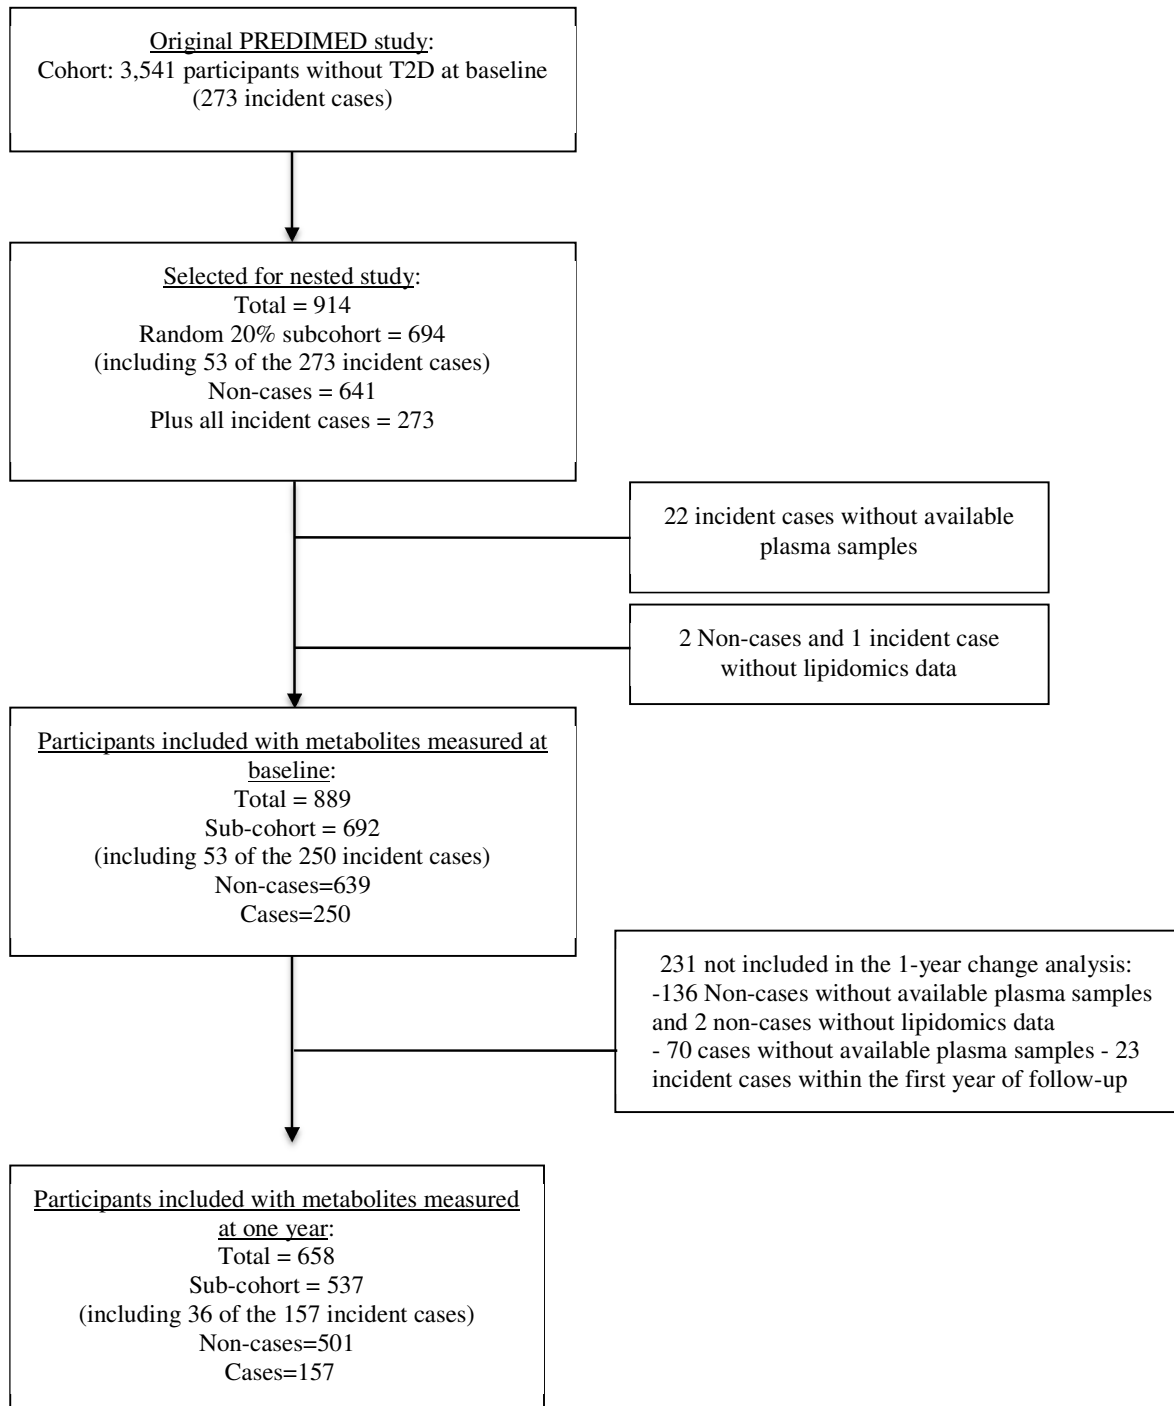 Original PREDIMED study:
Cohort: 3,541 participants without T2D at baseline
(273 incident cases)
Selected for nested study:
Total = 914
Random 20% subcohort = 694
(including 53 of the 273 incident cases)
Non-cases = 641
Plus all incident cases = 273
22 incident cases without available
plasma samples
2 Non-cases and 1 incident case
without lipidomics data
Participants included with metabolites measured at
baseline:
Total = 889
Sub-cohort = 692
(including 53 of the 250 incident cases)
Non-cases=639
Cases=250
231 not included in the 1-year change analysis:
-136 Non-cases without available plasma samples
and 2 non-cases without lipidomics data
- 70 cases without available plasma samples - 23
incident cases within the first year of follow-up
Participants included with metabolites measured
at one year:
Total = 658
Sub-cohort = 537
(including 36 of the 157 incident cases)
Non-cases=501
Cases=157